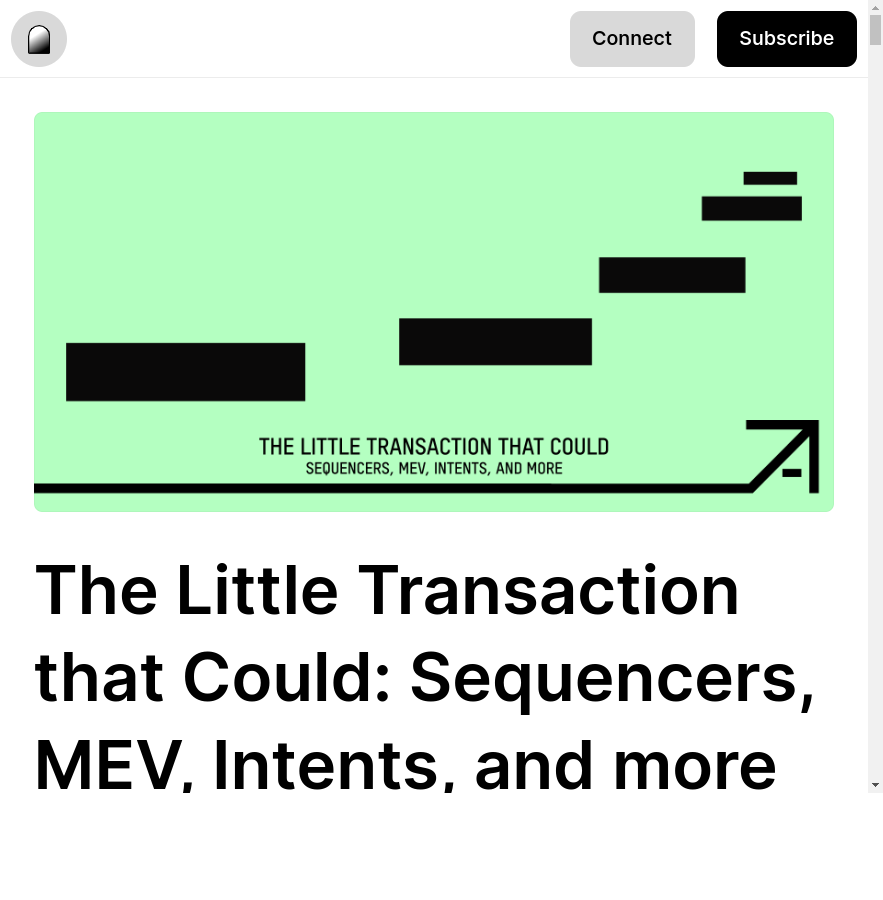 Connect
Subscribe
THE LITTLE TRANSACTION THAT COULD
SEQUENCERS, MEV, INTENTS, AND MORE
The Little Transaction
that Could: Sequencers,
MEV, Intents, and more